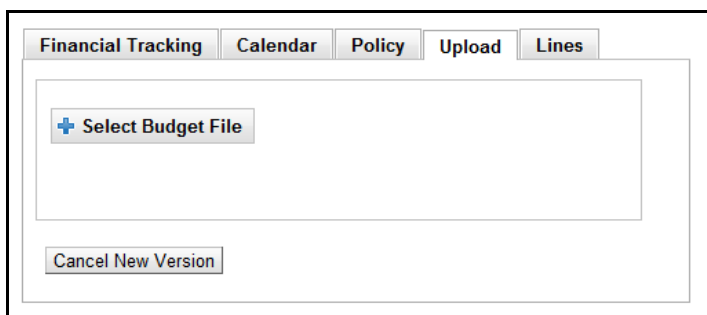 Financial Tracking Calendar Policy Upload Lines
Select Budget File
Cancel New Version